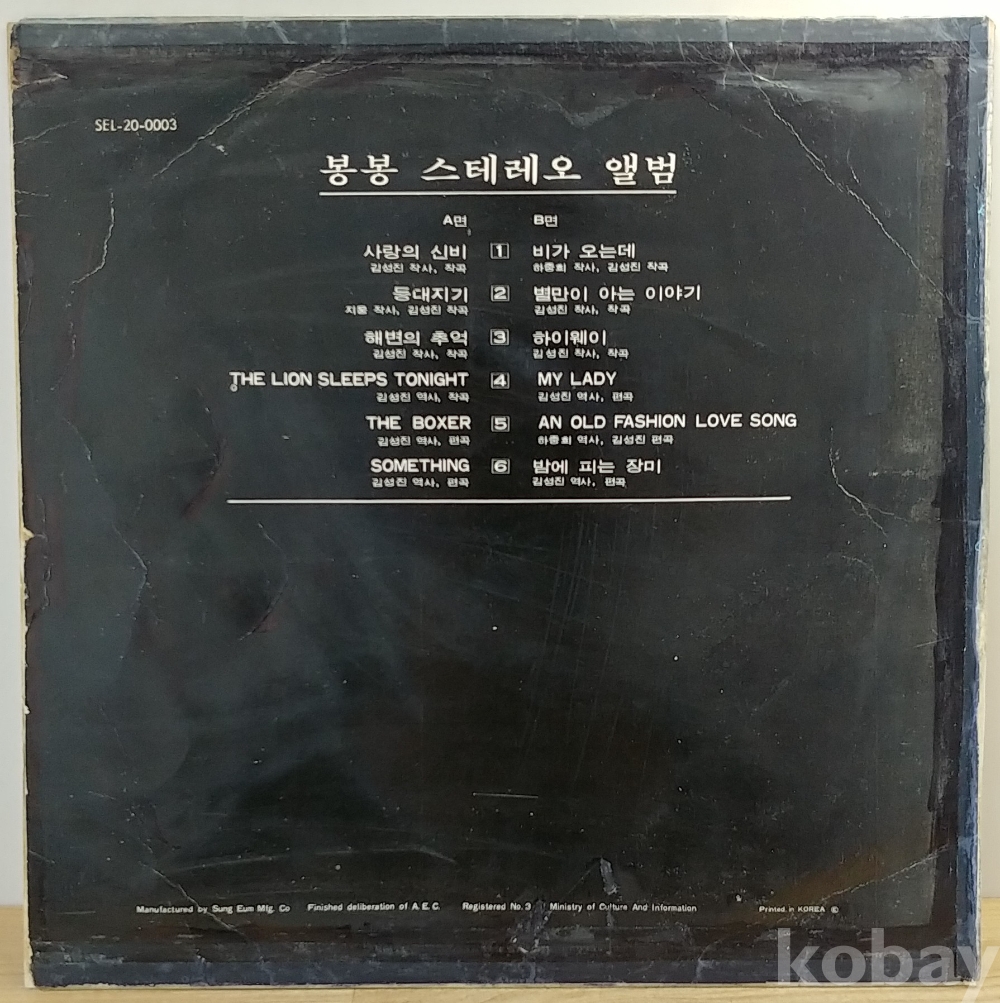 SEL-20-0003
봉봉 스테레오 앨범
A면 B면
사랑의 신비 1 비가 오는데
김성진 작사, 작곡 하중희 작사, 김성진 작곡
등대지기 2 별만이 아는 이야기
지웅 작사, 김성진 작곡 김성진 작사, 작곡
해변의 추억 3 하이웨이
김성진 작사, 작곡 김성진 작사, 작곡
THE LION SLEEPS TONIGHT 4 MY LADY
김성진 역사, 작곡 김성진 역사, 편곡
THE BOXER 5 AN OLD FASHION LOVE SONG
김성진 역사, 편곡 하중희 역사, 김성진 편곡
SOMETHING 6 밤에 피는 장미
김성진 역사, 편곡 김성진 역사, 편곡
Manufactured by Sung Eum Mfg. Co Finished deliberation of A. E. C. Registered No. 3 Ministry of Culture And Information Printed in KOREA ©
kobay